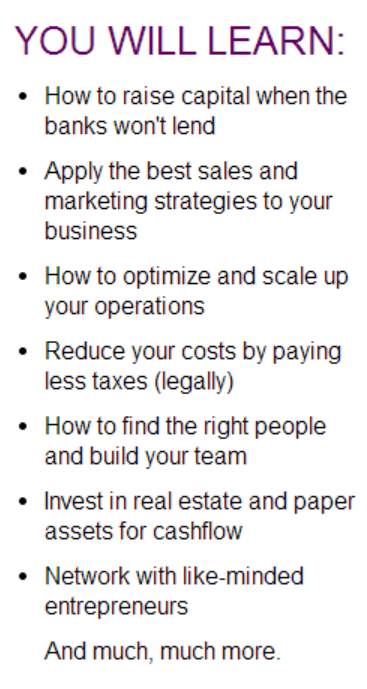 YOU WILL LEARN:
• How to raise capital when the
banks won't lend
• Apply the best sales and
marketing strategies to your
business
• How to optimize and scale up
your operations
• Reduce your costs by paying
less taxes (legally)
• How to find the right people
and build your team
• Invest in real estate and paper
assets for cashflow
• Network with like-minded
entrepreneurs
And much, much more.